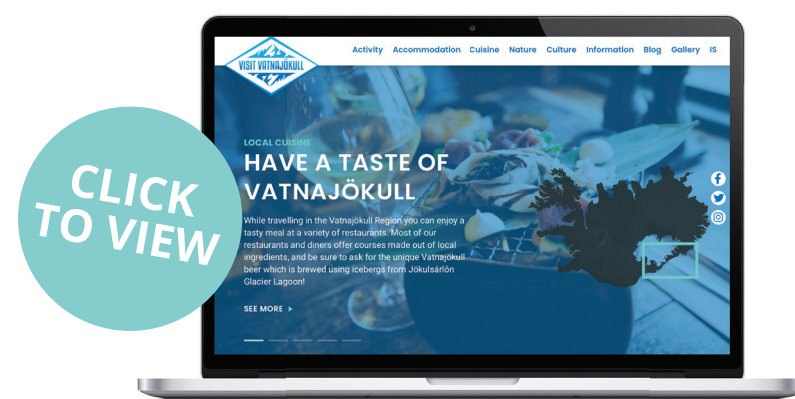 VISIT VATNAJÖKULL
Activity Accommodation Cuisine Nature Culture Information Blog Gallery IS
CLICK
TO VIEW
LOCAL CUISINE
HAVE A TASTE OF
VATNAJÖKULL
While travelling in the Vatnajökull Region you can enjoy a
tasty meal at a variety of restaurants. Most of our
restaurants and diners offer courses made out of local
ingredients, and be sure to ask for the unique Vatnajökull
beer which is brewed using icebergs from Jökulsárlón
Glacier Lagoon!
SEE MORE